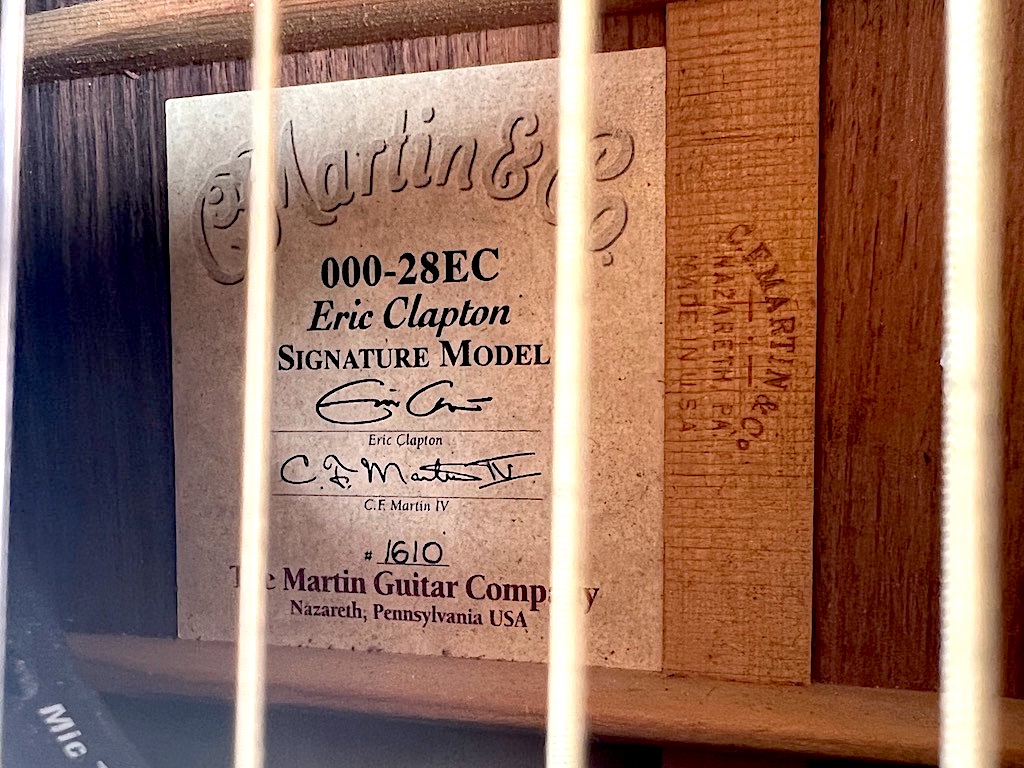 Martin & Co.
000-28EC
Eric Clapton
SIGNATURE MODEL
Eric Clapton
C. F. Martin IV
C.F. Martin IV
# 1610
The Martin Guitar Company
Nazareth, Pennsylvania USA
C.F. MARTIN & Co.
NAZARETH, PA.
MADE IN USA
Mic